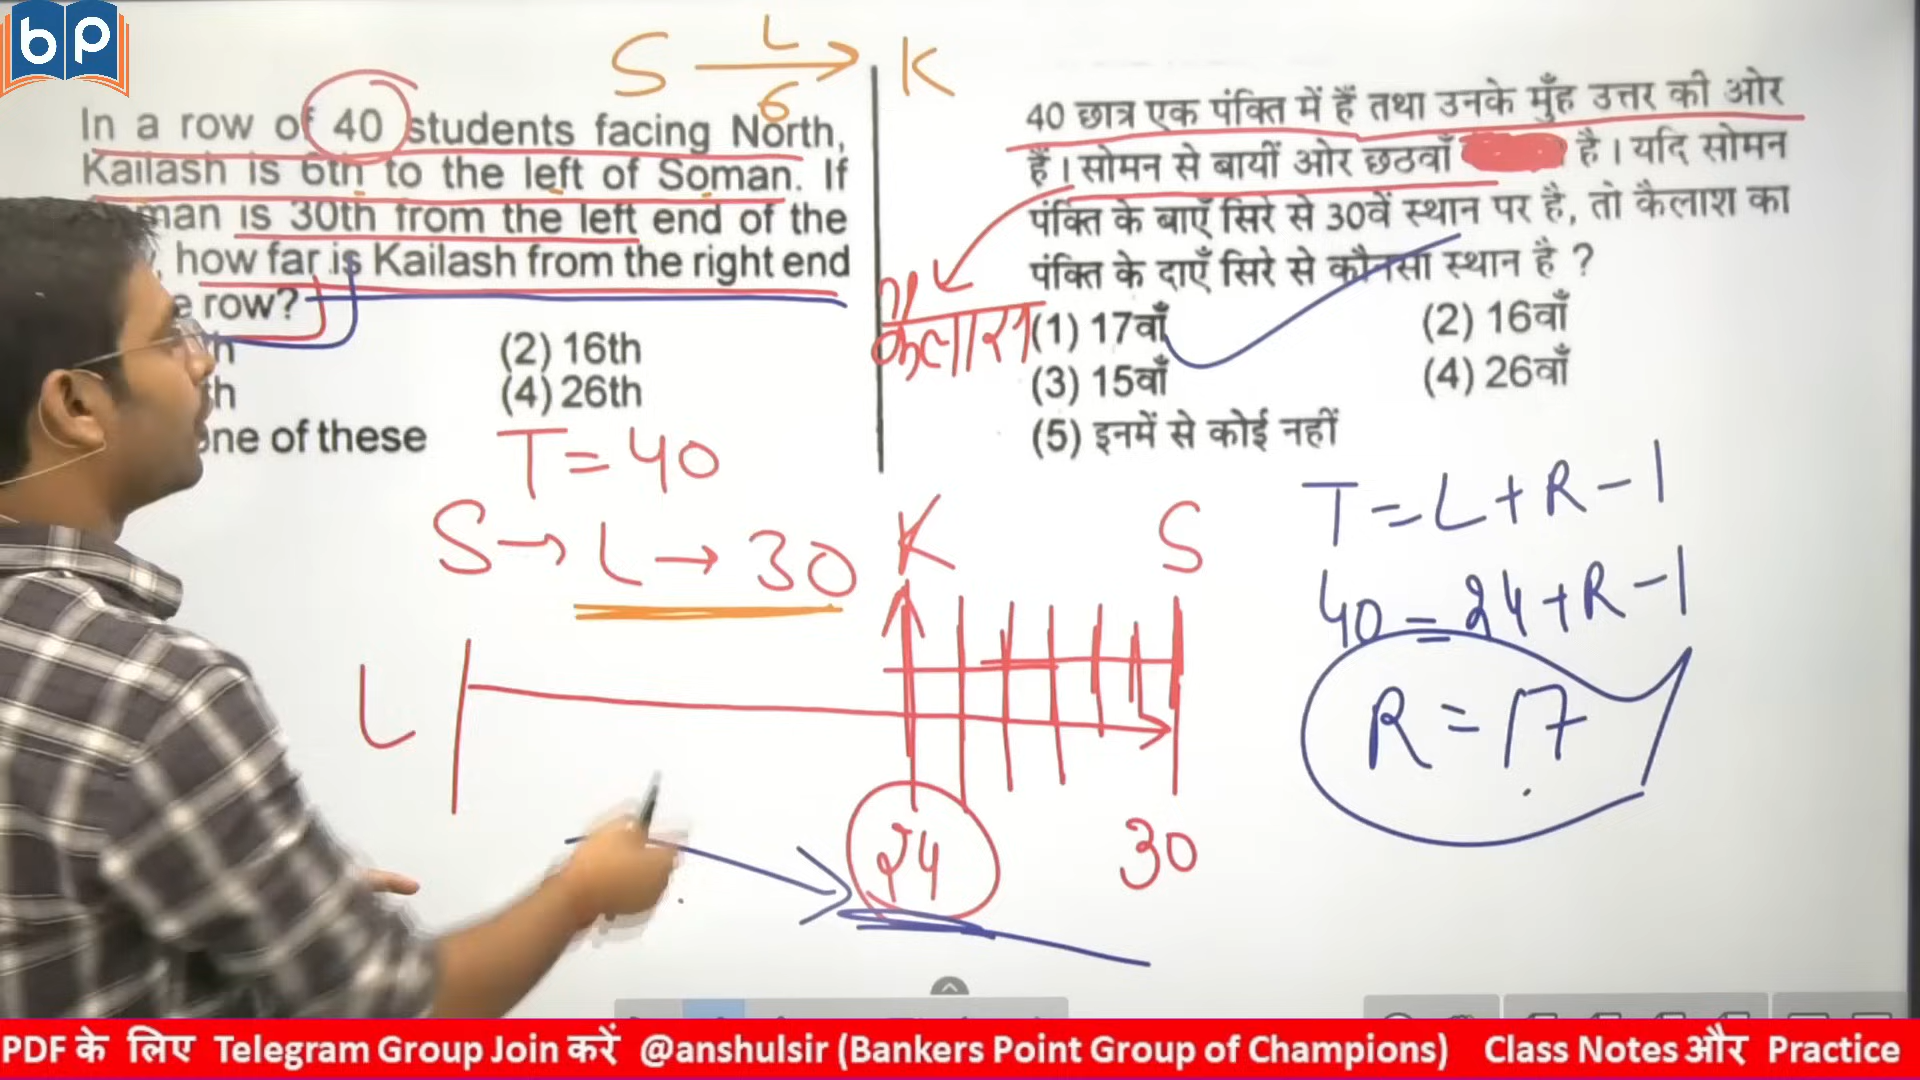 bp
S L 6 K
In a row of 40 students facing North,
Kailash is 6th to the left of Soman. If
is 30th from the left end of the
how far is Kailash from the right end
row?
(2) 16th
(4) 26th
of these
40 छात्र एक पंक्ति में हैं तथा उनके मुँह उत्तर की ओर
हैं। सोमन से बायीं ओर छठवाँ है। यदि सोमन
पंक्ति के बाएँ सिरे से 30वें स्थान पर है, तो कैलाश का
पंक्ति के दाएँ सिरे से कौनसा स्थान है ?
(1) 17वाँ (2) 16वाँ
(3) 15वाँ (4) 26वाँ
(5) इनमें से कोई नहीं
T = 40
S → L → 30
K S
L
24 30
T = L + R - 1
40 = 24 + R - 1
R = 17
PDF के लिए Telegram Group Join करें @anshulsir (Bankers Point Group of Champions) Class Notes और Practice